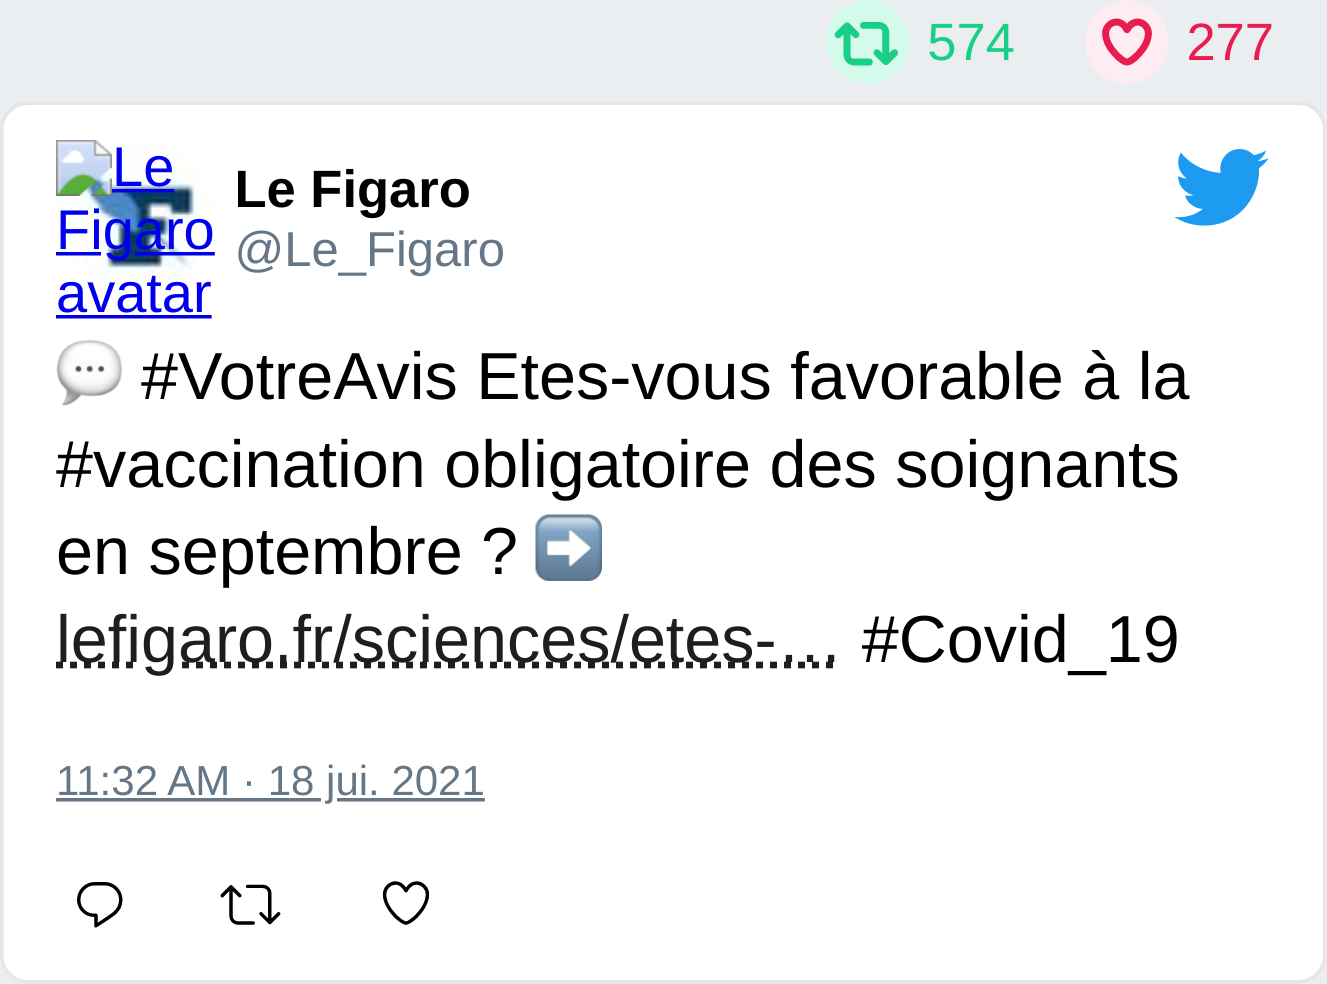 574 277
Le
Figaro
avatar
Le Figaro
@Le_Figaro
💬 #VotreAvis Etes-vous favorable à la
#vaccination obligatoire des soignants
en septembre ? ➡️
lefigaro.fr/sciences/etes-… #Covid_19
11:32 AM · 18 jui. 2021